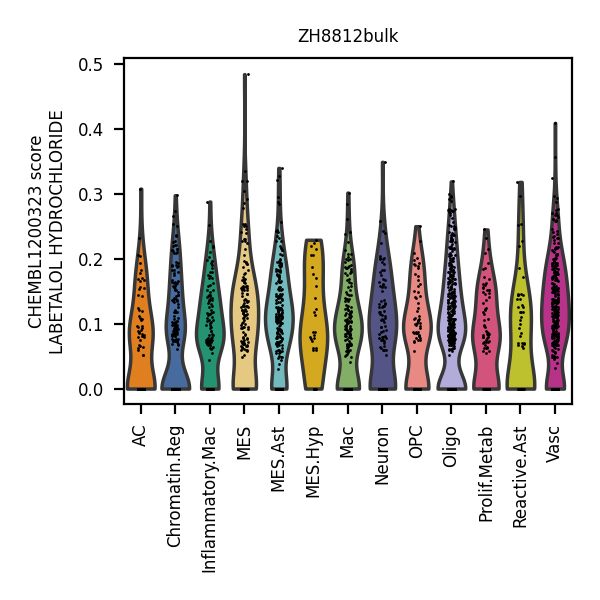 ZH8812bulk
CHEMBL1200323 score
LABETALOL HYDROCHLORIDE
0.5
0.4
0.3
0.2
0.1
0.0
AC
Chromatin.Reg
Inflammatory.Mac
MES
MES.Ast
MES.Hyp
Mac
Neuron
OPC
Oligo
Prolif.Metab
Reactive.Ast
Vasc